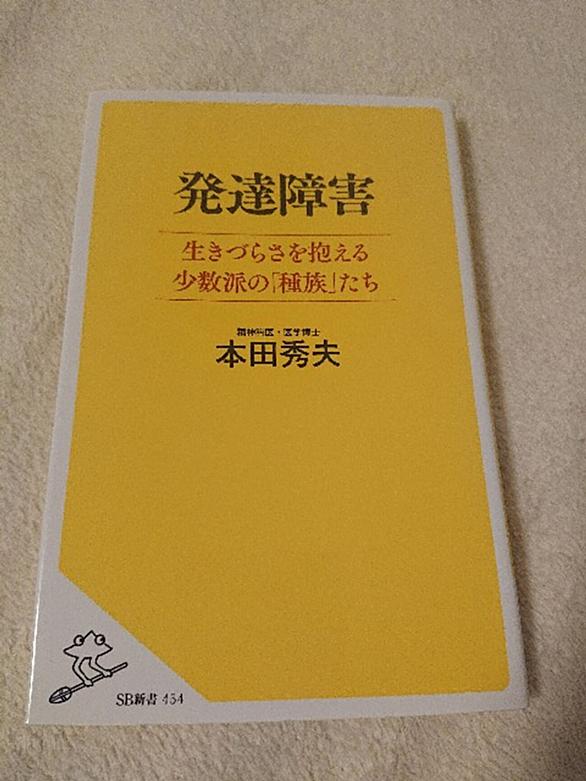 発達障害
生きづらさを抱える
少数派の「種族」たち
精神科医・医学博士
本田秀夫
SB新書 454